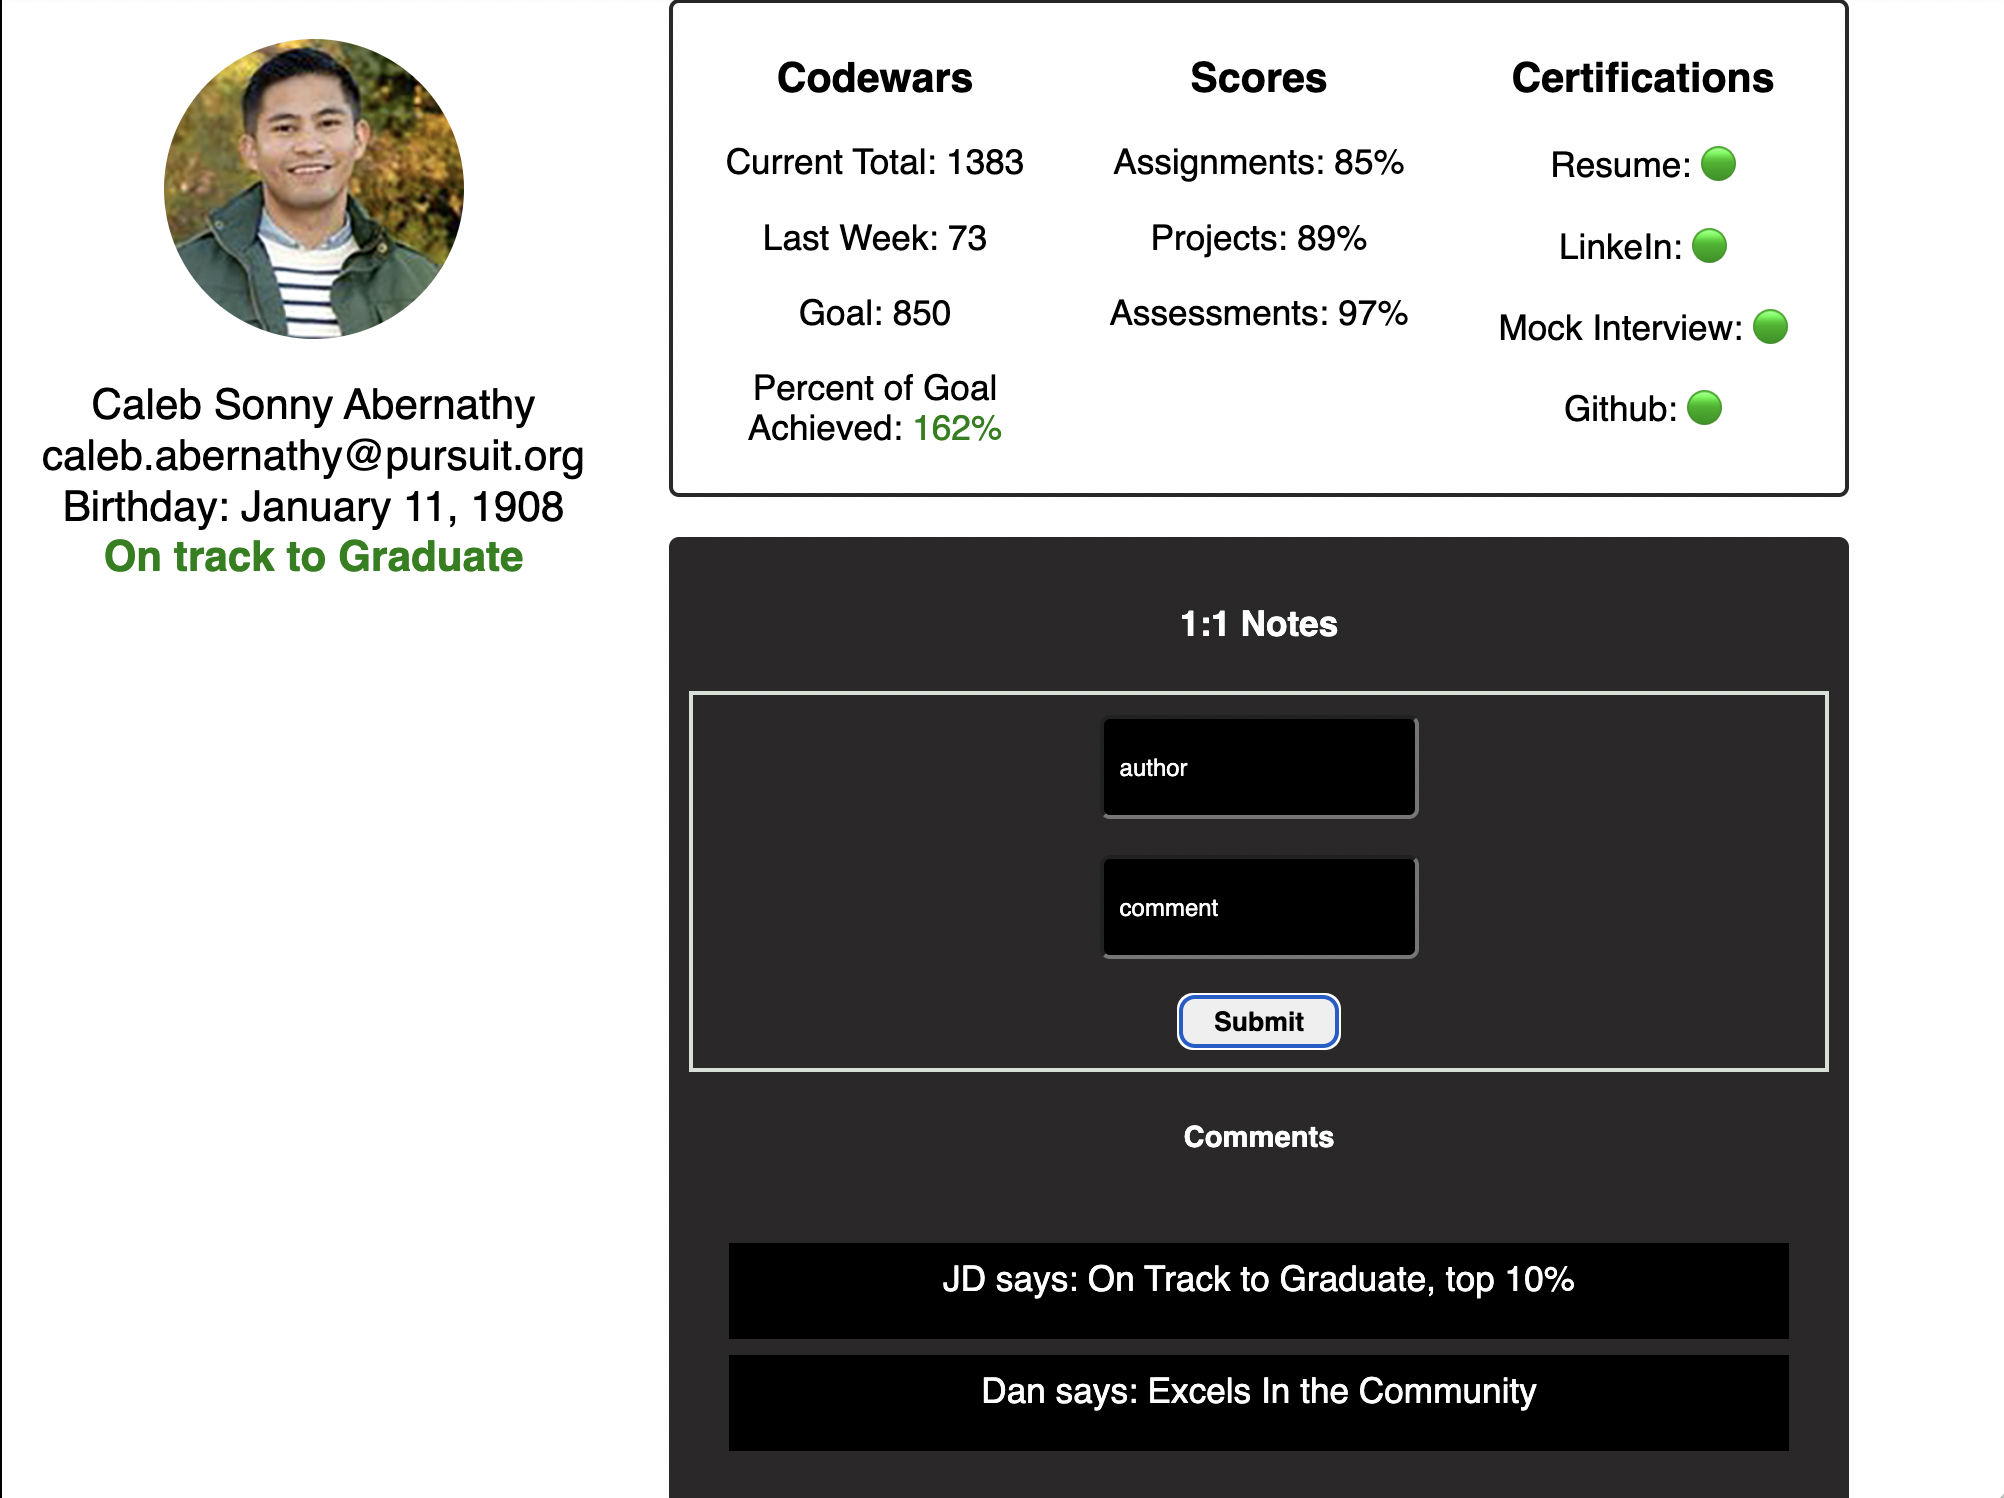 Caleb Sonny Abernathy
caleb.abernathy@pursuit.org
Birthday: January 11, 1908
On track to Graduate
Codewars
Current Total: 1383
Last Week: 73
Goal: 850
Percent of Goal
Achieved: 162%
Scores
Assignments: 85%
Projects: 89%
Assessments: 97%
Certifications
Resume:
LinkeIn:
Mock Interview:
Github:
1:1 Notes
author
comment
Submit
Comments
JD says: On Track to Graduate, top 10%
Dan says: Excels In the Community